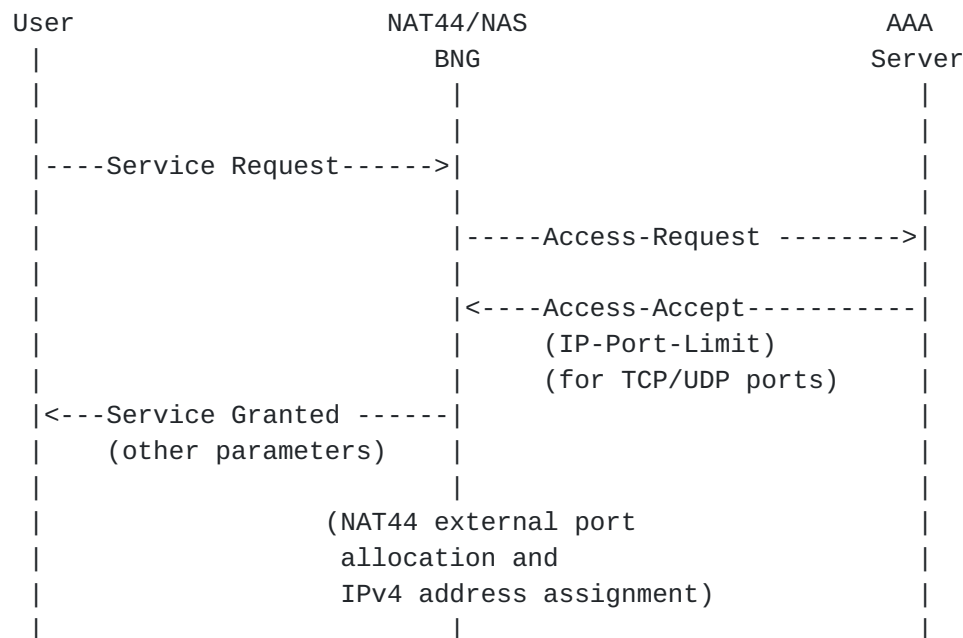 User NAT44/NAS AAA
| BNG Server
| | |
| | |
|----Service Request------>| |
| | |
| |-----Access-Request -------->|
| | |
| |<----Access-Accept-----------|
| | (IP-Port-Limit) |
| | (for TCP/UDP ports) |
|<---Service Granted ------| |
| (other parameters) | |
| | |
| (NAT44 external port |
| allocation and |
| IPv4 address assignment) |
| | |